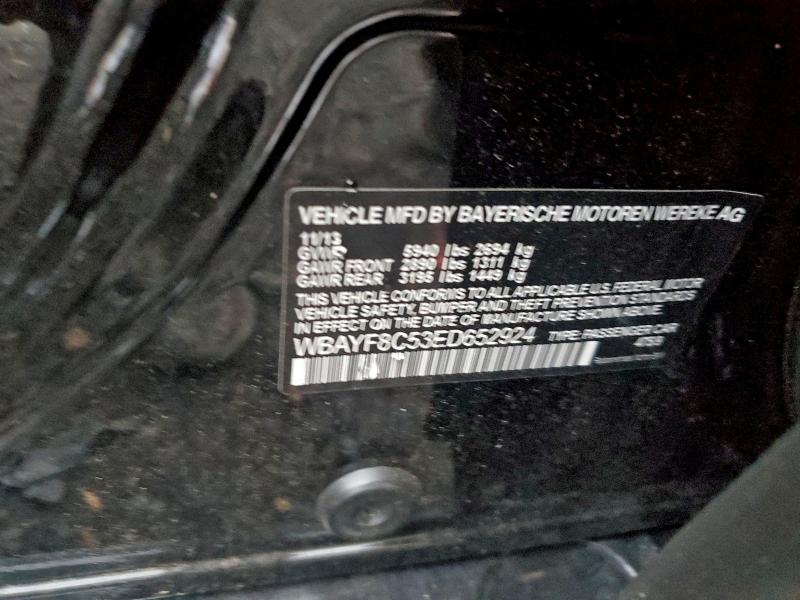 VEHICLE MFD BY BAYERISCHE MOTOREN WERKE AG
11/13
GVWR 5940 lbs 2694 kg
GAWR FRONT 2890 lbs 1311 kg
GAWR REAR 3195 lbs 1449 kg
THIS VEHICLE CONFORMS TO ALL APPLICABLE U.S. FEDERAL MOTOR
VEHICLE SAFETY, BUMPER AND THEFT PREVENTION STANDARDS
IN EFFECT ON THE DATE OF MANUFACTURE SHOWN ABOVE
WBAYF8C53ED652924 TYPE: PASSENGER CAR